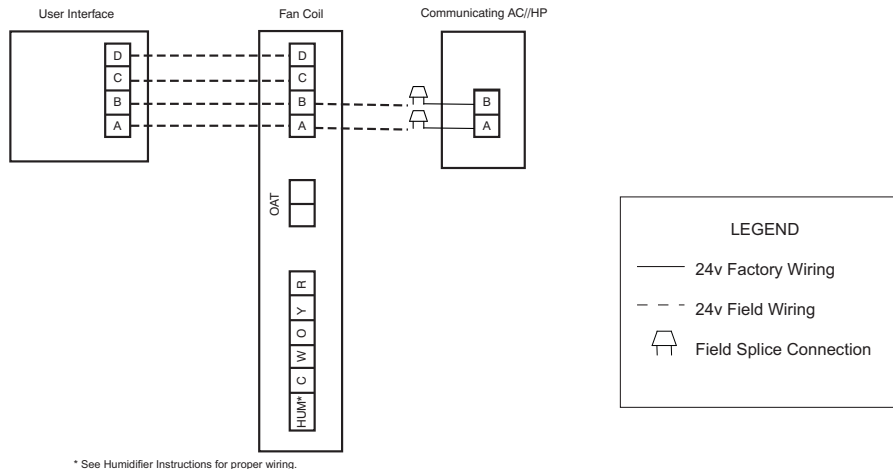 User Interface
Fan Coil
Communicating AC//HP
D
C
B
A
D
C
B
A
B
A
OAT
R
Y
O
W
C
HUM*
LEGEND
24v Factory Wiring
24v Field Wiring
Field Splice Connection
* See Humidifier Instructions for proper wiring.